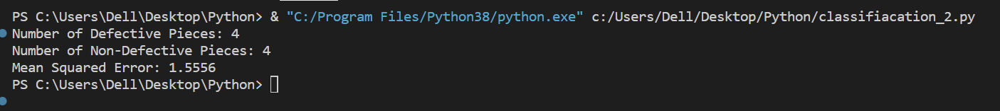 PS C:\Users\Dell\Desktop\Python> & "C:/Program Files/Python38/python.exe" c:/Users/Dell/Desktop/Python/classifiacation_2.py
Number of Defective Pieces: 4
Number of Non-Defective Pieces: 4
Mean Squared Error: 1.5556
PS C:\Users\Dell\Desktop\Python>